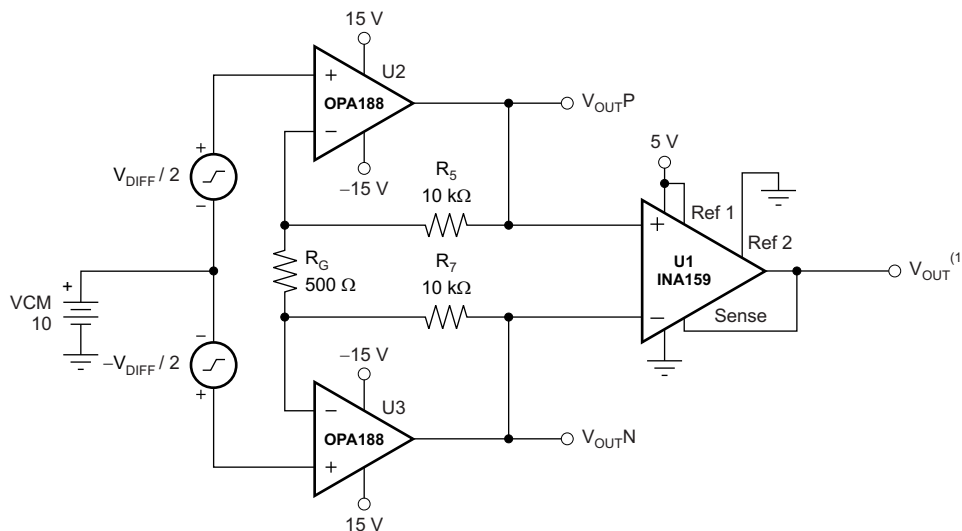 15 V
U2
+
OPA188
−
−15 V
V_OUT P
+
V_DIFF / 2
−
R_5
10 kΩ
5 V
Ref 1
Ref 2
+
U1
INA159
−
Sense
V_OUT ⁽¹
R_G
500 Ω
R_7
10 kΩ
+
VCM
10
−
−V_DIFF / 2
+
−15 V
U3
−
OPA188
+
15 V
V_OUT N